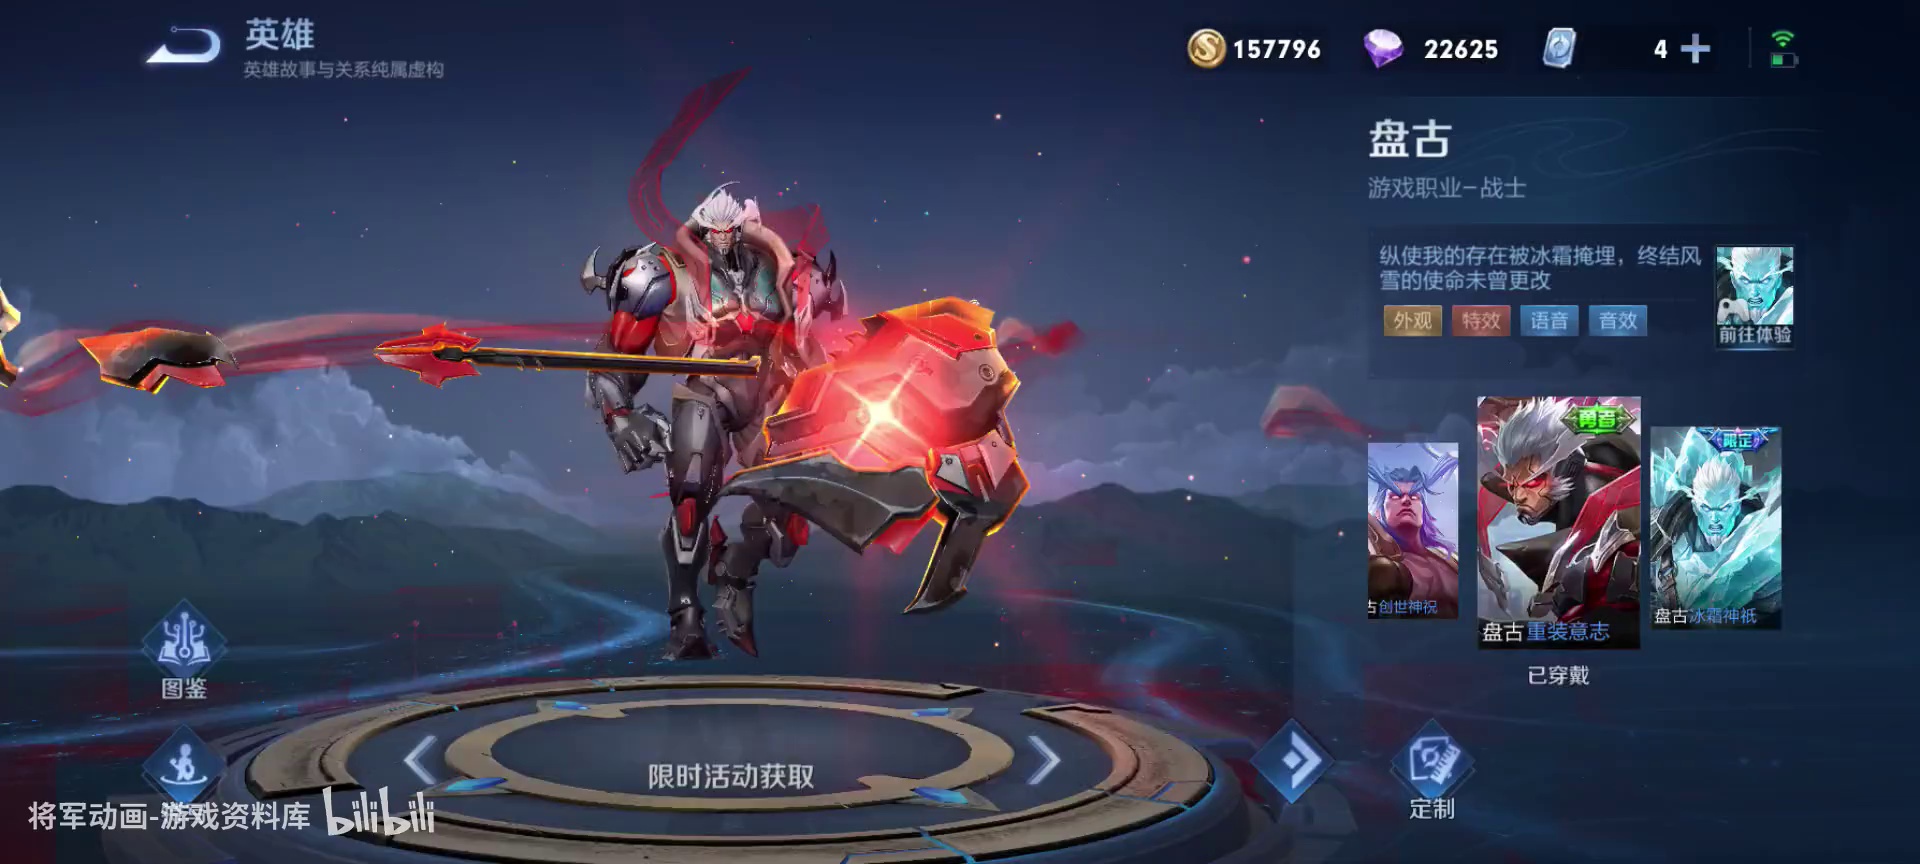 英雄
英雄故事与关系纯属虚构
157796
22625
4
盘古
游戏职业-战士
纵使我的存在被冰霜掩埋，终结风
雪的使命未曾更改
外观 特效 语音 音效
前往体验
勇者
限定
古创世神祝
盘古重装意志
盘古冰霜神祇
已穿戴
图鉴
限时活动获取
定制
将军动画-游戏资料库 bilibili